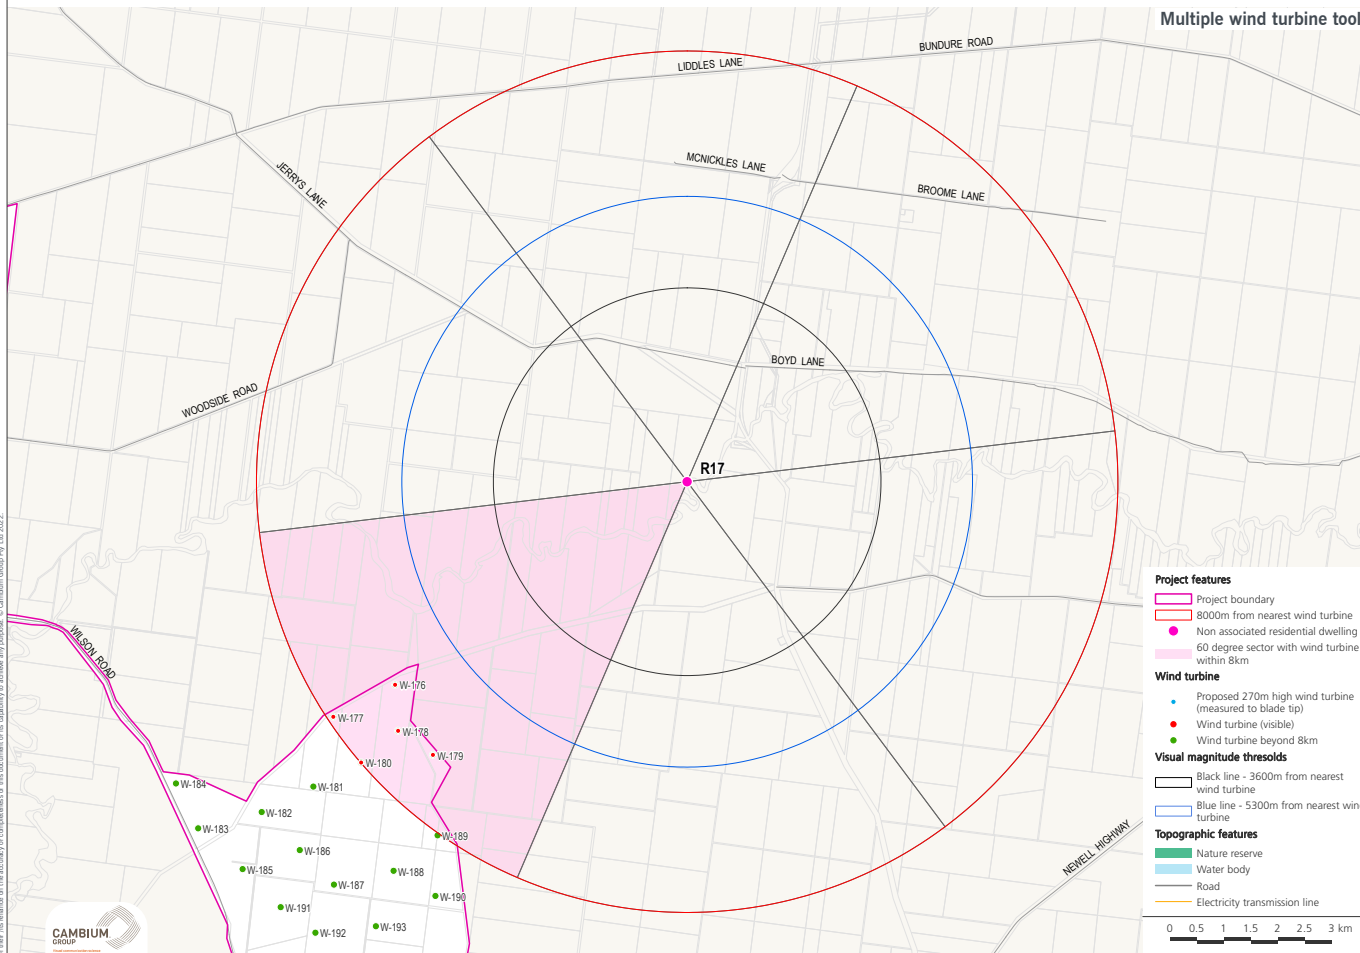 Multiple wind turbine tool
BUNDURE ROAD
LIDDLES LANE
MCNICKLES LANE
BROOME LANE
JERRYS LANE
BOYD LANE
WOODSIDE ROAD
R17
WILSON ROAD
NEWELL HIGHWAY
W-176
W-177
W-178
W-179
W-180
W-181
W-184
W-182
W-183
W-189
W-186
W-185
W-188
W-187
W-190
W-191
W-193
W-192
CAMBIUM
GROUP
Project features
Project boundary
8000m from nearest wind turbine
Non associated residential dwelling
60 degree sector with wind turbine
within 8km
Wind turbine
Proposed 270m high wind turbine
(measured to blade tip)
Wind turbine (visible)
Wind turbine beyond 8km
Visual magnitude thresolds
Black line - 3600m from nearest
wind turbine
Blue line - 5300m from nearest win
turbine
Topographic features
Nature reserve
Water body
Road
Electricity transmission line
0 0.5 1 1.5 2 2.5 3 km